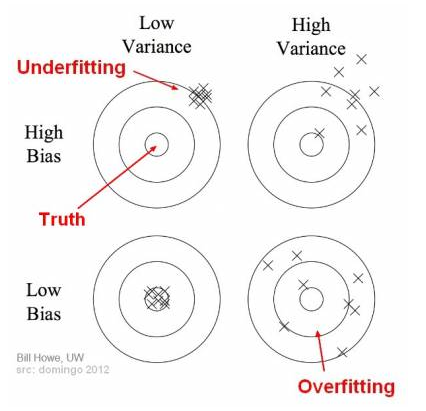 Low
Variance
High
Variance
Underfitting
High
Bias
Truth
Low
Bias
Bill Howe, UW
src: domingo 2012
Overfitting